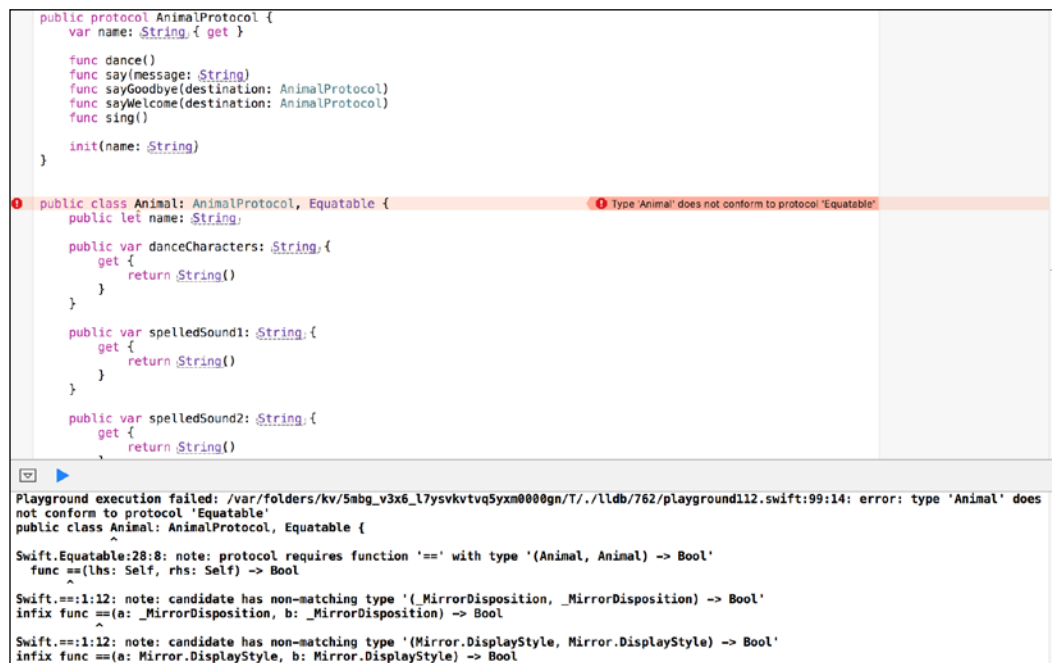 public protocol AnimalProtocol {
var name: String { get }
func dance()
func say(message: String)
func sayGoodbye(destination: AnimalProtocol)
func sayWelcome(destination: AnimalProtocol)
func sing()
init(name: String)
}
public class Animal: AnimalProtocol, Equatable {
Type 'Animal' does not conform to protocol 'Equatable'
public let name: String
public var danceCharacters: String {
get {
return String()
}
}
public var spelledSound1: String {
get {
return String()
}
}
public var spelledSound2: String {
get {
return String()
Playground execution failed: /var/folders/kv/5mbg_v3x6_l7ysvkvtvq5yxm0000gn/T/./lldb/762/playground112.swift:99:14: error: type 'Animal' does
not conform to protocol 'Equatable'
public class Animal: AnimalProtocol, Equatable {
^
Swift.Equatable:28:8: note: protocol requires function '==' with type '(Animal, Animal) -> Bool'
func ==(lhs: Self, rhs: Self) -> Bool
^
Swift.==:1:12: note: candidate has non-matching type '(_MirrorDisposition, _MirrorDisposition) -> Bool'
infix func ==(a: _MirrorDisposition, b: _MirrorDisposition) -> Bool
^
Swift.==:1:12: note: candidate has non-matching type '(Mirror.DisplayStyle, Mirror.DisplayStyle) -> Bool'
infix func ==(a: Mirror.DisplayStyle, b: Mirror.DisplayStyle) -> Bool